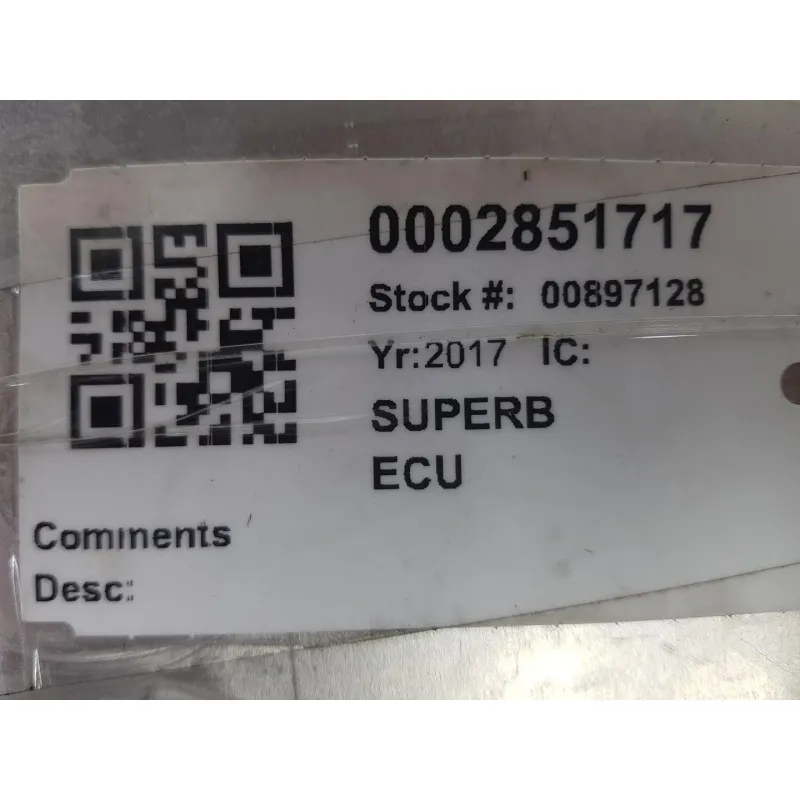 0002851717
Stock #: 00897128
Yr:2017 IC:
SUPERB
ECU
Comments
Desc: